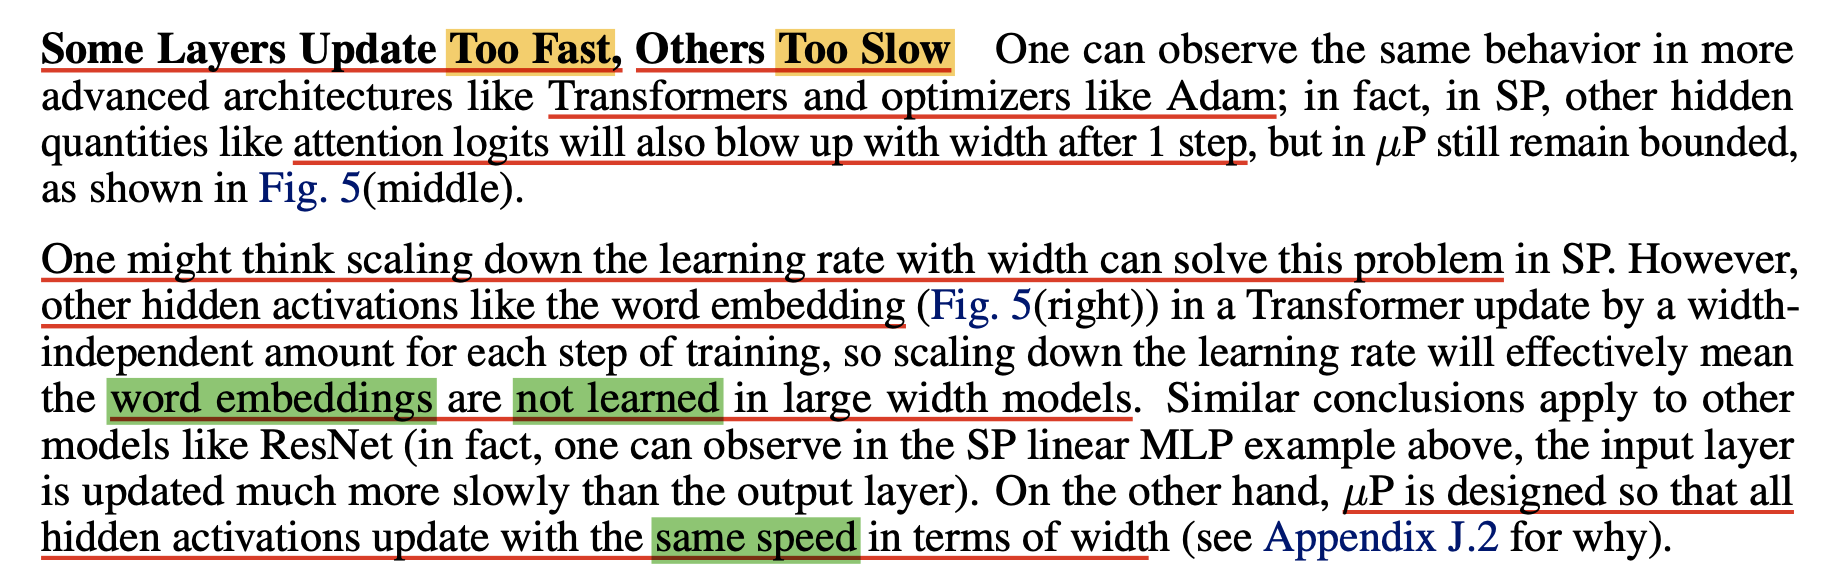 Some Layers Update Too Fast, Others Too Slow One can observe the same behavior in more
advanced architectures like Transformers and optimizers like Adam; in fact, in SP, other hidden
quantities like attention logits will also blow up with width after 1 step, but in μP still remain bounded,
as shown in Fig. 5(middle).
One might think scaling down the learning rate with width can solve this problem in SP. However,
other hidden activations like the word embedding (Fig. 5(right)) in a Transformer update by a width-
independent amount for each step of training, so scaling down the learning rate will effectively mean
the word embeddings are not learned in large width models. Similar conclusions apply to other
models like ResNet (in fact, one can observe in the SP linear MLP example above, the input layer
is updated much more slowly than the output layer). On the other hand, μP is designed so that all
hidden activations update with the same speed in terms of width (see Appendix J.2 for why).